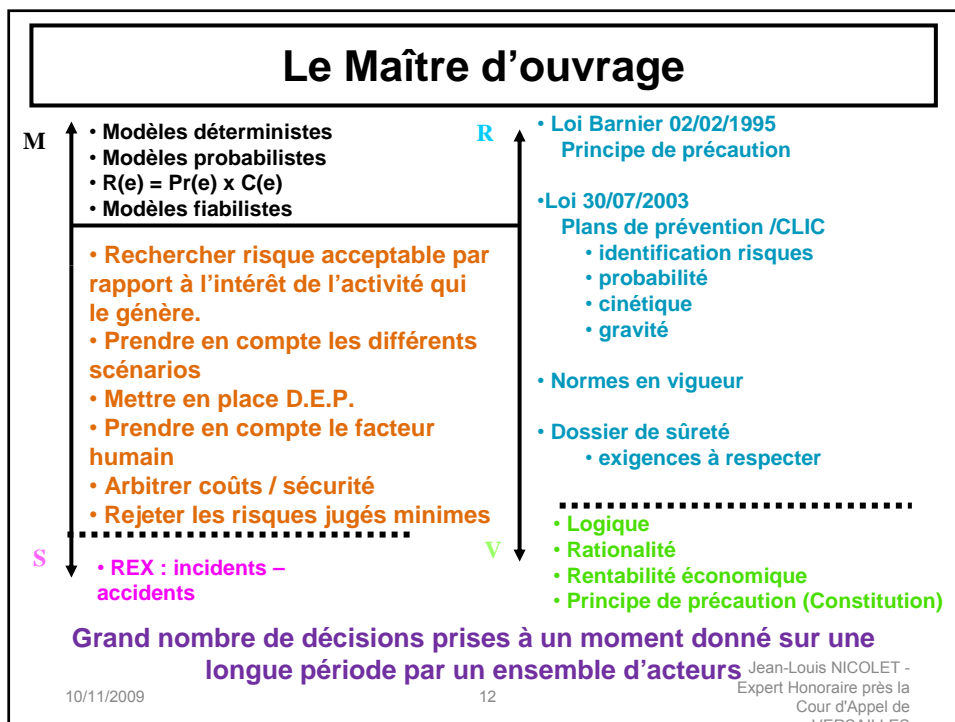 Le Maître d'ouvrage
M
• Modèles déterministes
• Modèles probabilistes
• R(e) = Pr(e) x C(e)
• Modèles fiabilistes
• Rechercher risque acceptable par
rapport à l'intérêt de l'activité qui
le génère.
• Prendre en compte les différents
scénarios
• Mettre en place D.E.P.
• Prendre en compte le facteur
humain
• Arbitrer coûts / sécurité
• Rejeter les risques jugés minimes
S
• REX : incidents –
accidents
R
• Loi Barnier 02/02/1995
Principe de précaution
•Loi 30/07/2003
Plans de prévention /CLIC
• identification risques
• probabilité
• cinétique
• gravité
• Normes en vigueur
• Dossier de sûreté
• exigences à respecter
V
• Logique
• Rationalité
• Rentabilité économique
• Principe de précaution (Constitution)
Grand nombre de décisions prises à un moment donné sur une
longue période par un ensemble d'acteurs
10/11/2009
12
Jean-Louis NICOLET -
Expert Honoraire près la
Cour d'Appel de
VERSAILLES